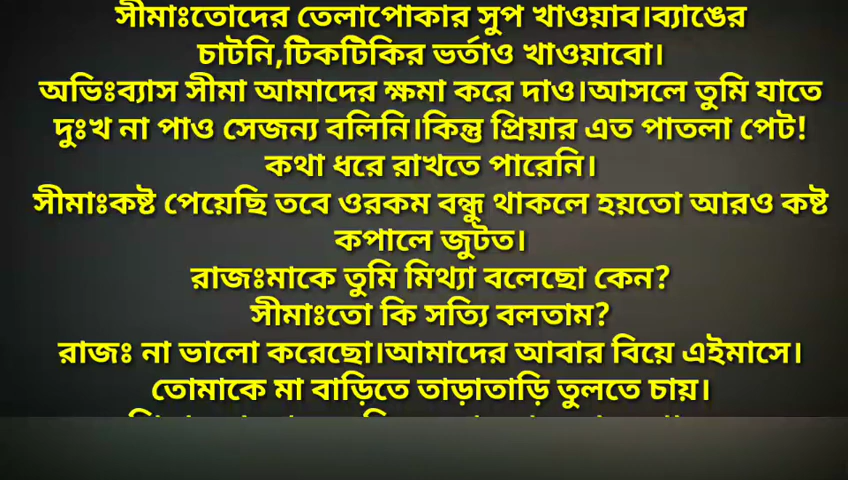 সীমাঃতোদের তেলাপোকার সুপ খাওয়াব।ব্যাঙের
চাটনি,টিকটিকির ভর্তাও খাওয়াবো।
অভিঃব্যাস সীমা আমাদের ক্ষমা করে দাও।আসলে তুমি যাতে
দুঃখ না পাও সেজন্য বলিনি।কিন্তু প্রিয়ার এত পাতলা পেট!
কথা ধরে রাখতে পারেনি।
সীমাঃকষ্ট পেয়েছি তবে ওরকম বন্ধু থাকলে হয়তো আরও কষ্ট
কপালে জুটত।
রাজঃমাকে তুমি মিথ্যা বলেছো কেন?
সীমাঃতো কি সত্যি বলতাম?
রাজঃ না ভালো করেছো।আমাদের আবার বিয়ে এইমাসে।
তোমাকে মা বাড়িতে তাড়াতাড়ি তুলতে চায়।